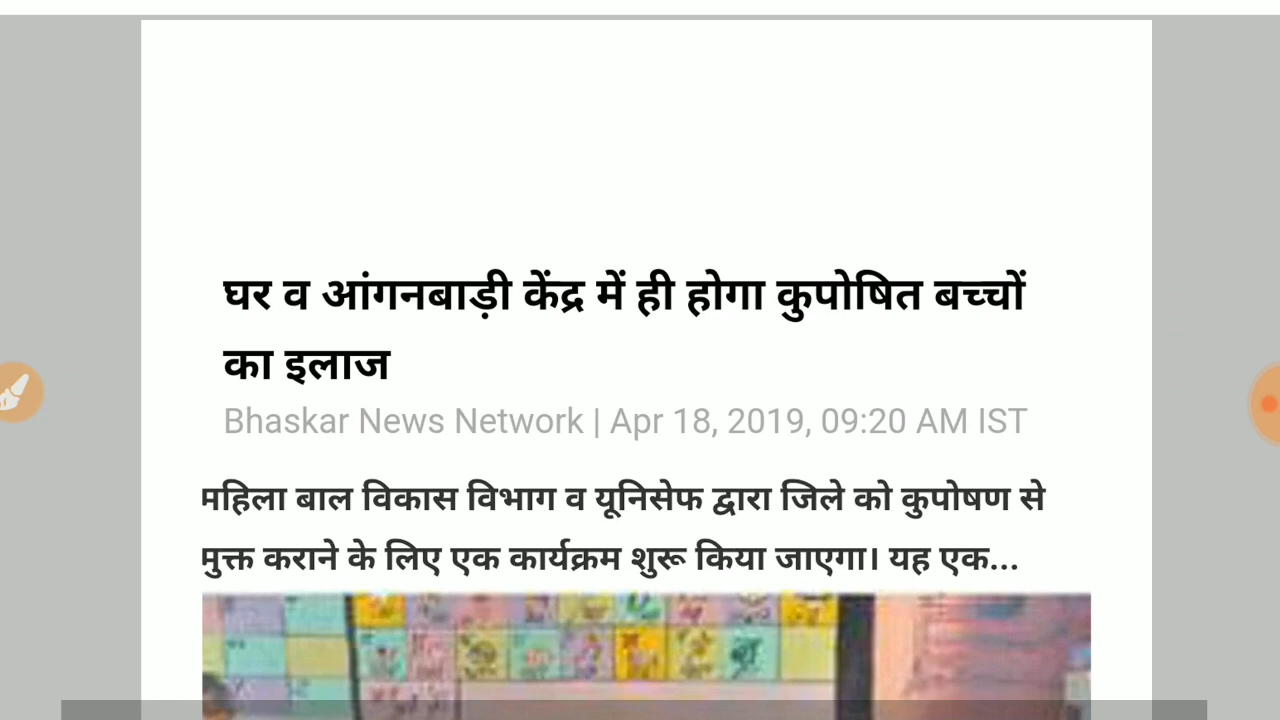 घर व आंगनबाड़ी केंद्र में ही होगा कुपोषित बच्चों
का इलाज
Bhaskar News Network | Apr 18, 2019, 09:20 AM IST
महिला बाल विकास विभाग व यूनिसेफ द्वारा जिले को कुपोषण से
मुक्त कराने के लिए एक कार्यक्रम शुरू किया जाएगा। यह एक...